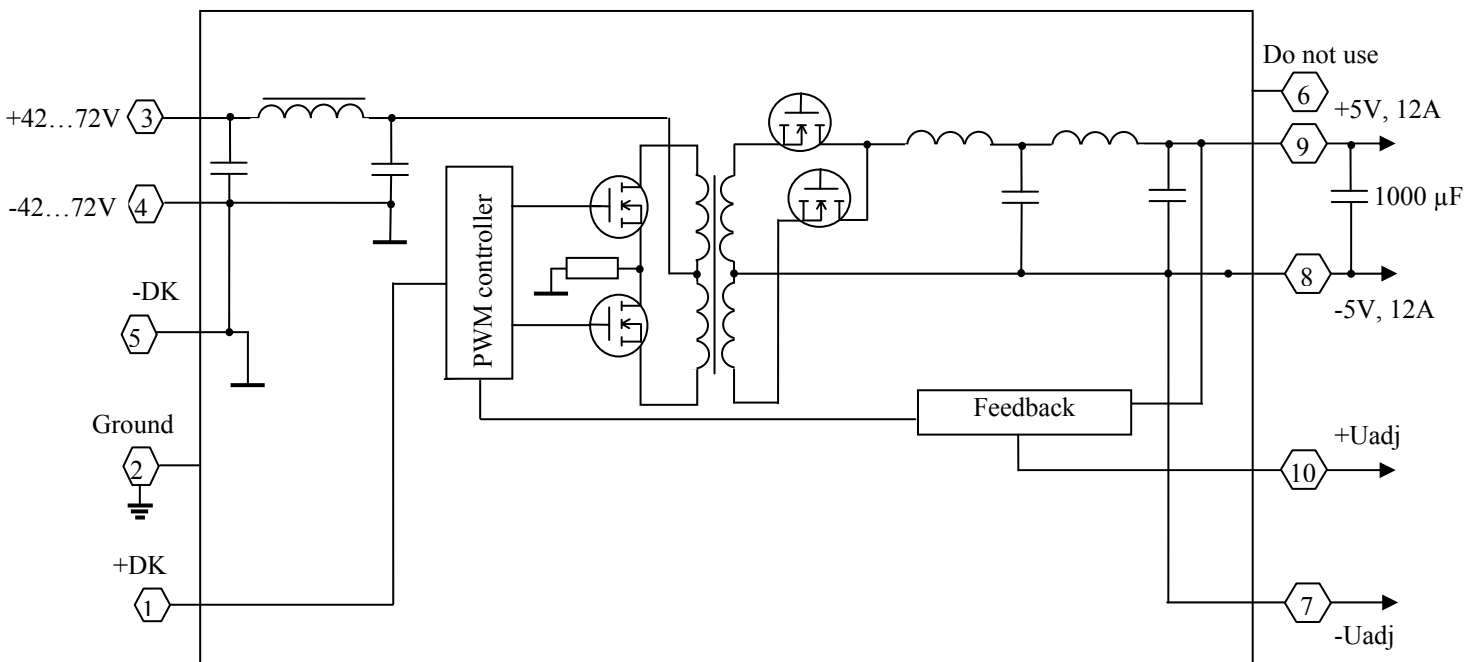 Do not use
6
+42…72V
3
+5V, 12A
9
1000 µF
-42…72V
4
PWM controller
-DK
5
8
-5V, 12A
Feedback
Ground
2
+Uadj
10
+DK
1
7
-Uadj